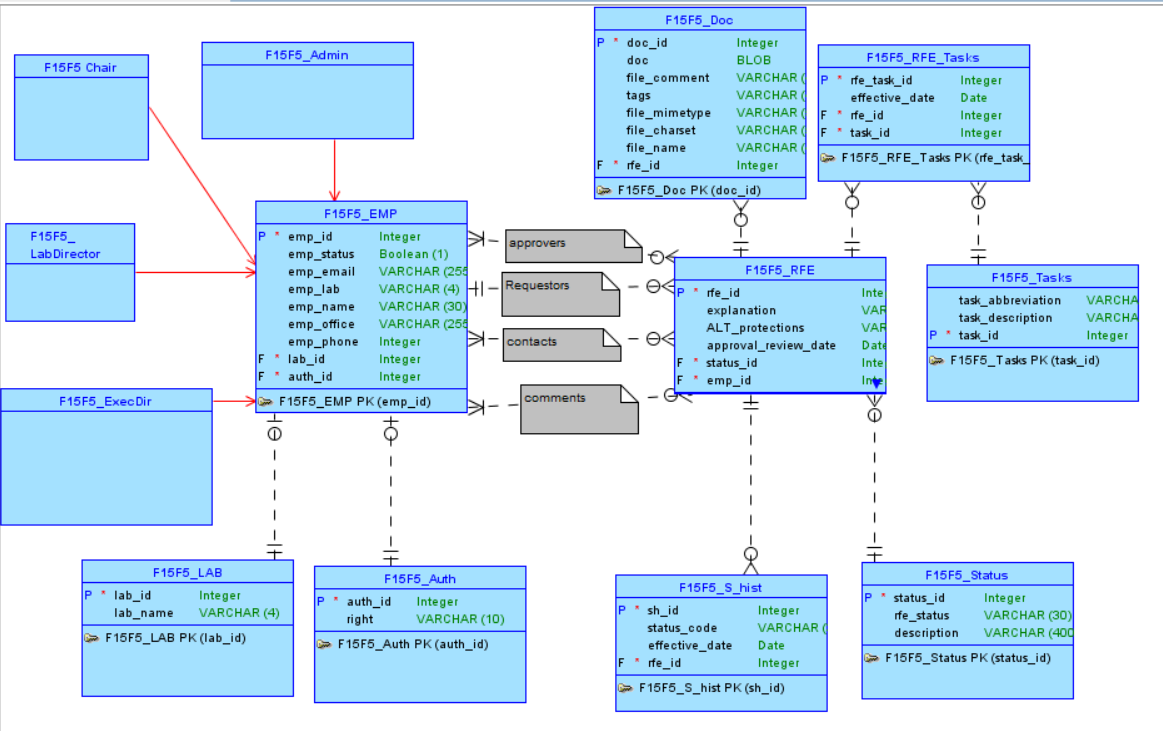 F15F5 Chair
F15F5_Admin
F15F5_Doc
P * doc_id Integer
doc BLOB
file_comment VARCHAR (
tags VARCHAR (
file_mimetype VARCHAR (
file_charset VARCHAR (
file_name VARCHAR (
F * rfe_id Integer
F15F5_Doc PK (doc_id)
F15F5_RFE_Tasks
P * rfe_task_id Integer
effective_date Date
F * rfe_id Integer
F * task_id Integer
F15F5_RFE_Tasks PK (rfe_task_
F15F5_
LabDirector
F15F5_EMP
P * emp_id Integer
emp_status Boolean (1)
emp_email VARCHAR (255
emp_lab VARCHAR (4)
emp_name VARCHAR (30)
emp_office VARCHAR (255
emp_phone Integer
F * lab_id Integer
F * auth_id Integer
F15F5_EMP PK (emp_id)
approvers
Requestors
contacts
comments
F15F5_RFE
P * rfe_id Inte
explanation VAR
ALT_protections VAR
approval_review_date Date
F * status_id Inte
F * emp_id Inte
F15F5_Tasks
task_abbreviation VARCHA
task_description VARCHA
P * task_id Integer
F15F5_Tasks PK (task_id)
F15F5_ExecDir
F15F5_LAB
P * lab_id Integer
lab_name VARCHAR (4)
F15F5_LAB PK (lab_id)
F15F5_Auth
P * auth_id Integer
right VARCHAR (10)
F15F5_Auth PK (auth_id)
F15F5_S_hist
P * sh_id Integer
status_code VARCHAR (
effective_date Date
F * rfe_id Integer
F15F5_S_hist PK (sh_id)
F15F5_Status
P * status_id Integer
rfe_status VARCHAR (30)
description VARCHAR (400
F15F5_Status PK (status_id)